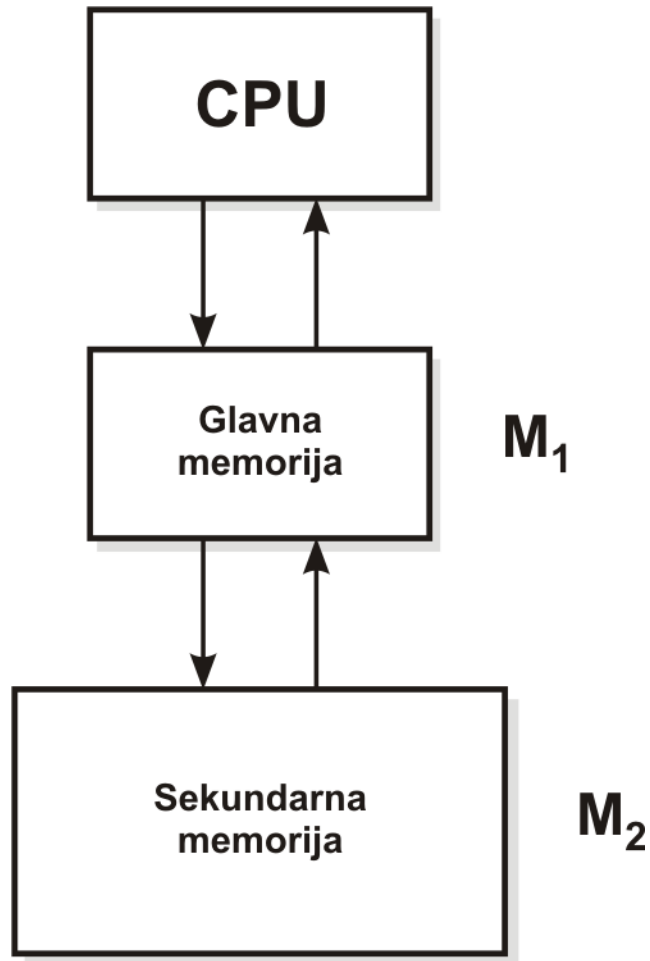 CPU
Glavna
memorija
M₁
Sekundarna
memorija
M₂